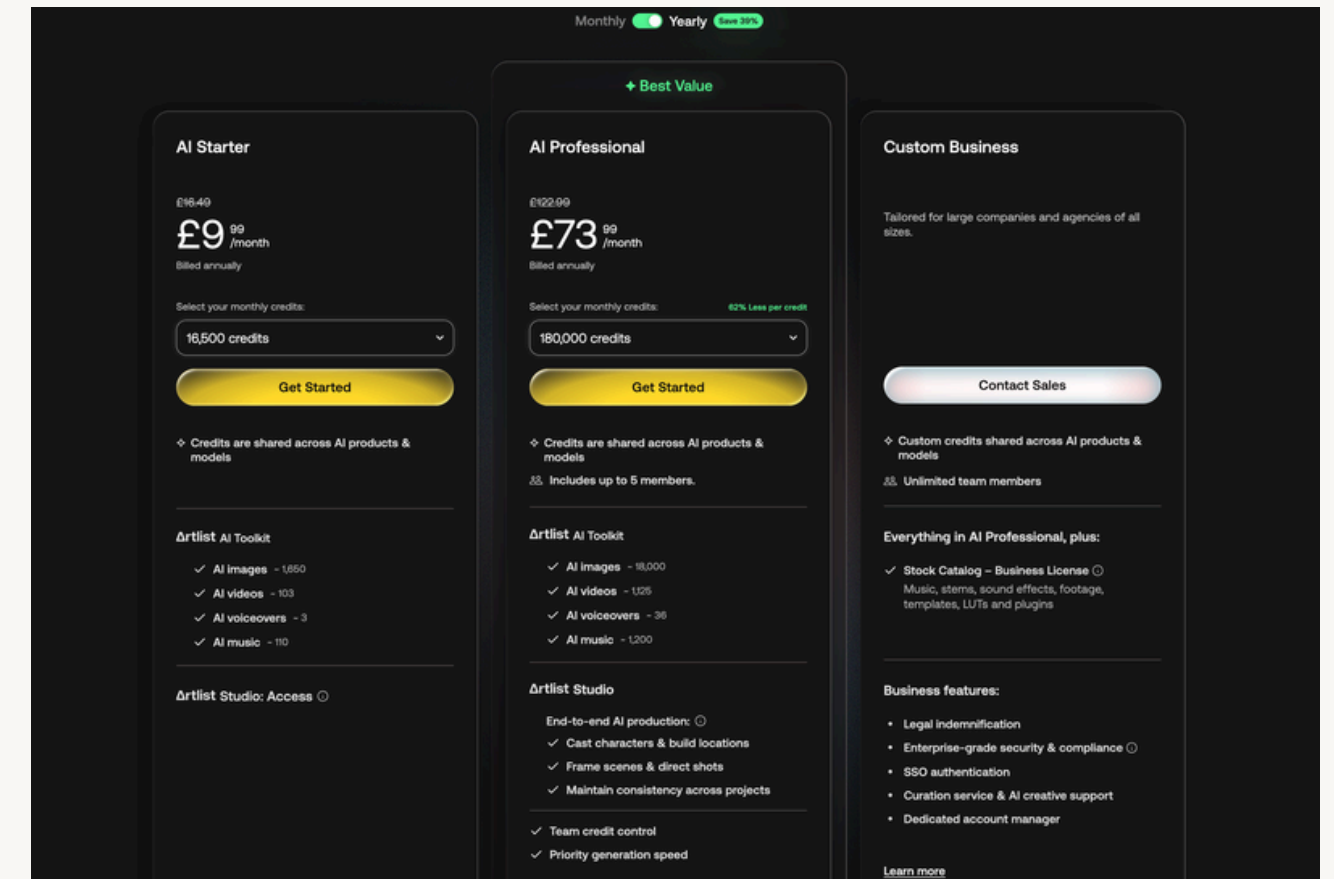 Monthly Yearly Save 39%
✦ Best Value
AI Starter
£16.49
£9 99 /month
Billed annually
Select your monthly credits:
16,500 credits
Get Started
Credits are shared across AI products &
models
Artlist AI Toolkit
AI images ~ 1,650
AI videos ~ 103
AI voiceovers ~ 3
AI music ~ 110
Artlist Studio: Access
AI Professional
£122.99
£73 99 /month
Billed annually
Select your monthly credits: 62% Less per credit
180,000 credits
Get Started
Credits are shared across AI products &
models
Includes up to 5 members.
Artlist AI Toolkit
AI images ~ 18,000
AI videos ~ 1,125
AI voiceovers ~ 36
AI music ~ 1,200
Artlist Studio
End-to-end AI production:
Cast characters & build locations
Frame scenes & direct shots
Maintain consistency across projects
Team credit control
Priority generation speed
Custom Business
Tailored for large companies and agencies of all
sizes.
Contact Sales
Custom credits shared across AI products &
models
Unlimited team members
Everything in AI Professional, plus:
Stock Catalog – Business License
Music, stems, sound effects, footage,
templates, LUTs and plugins
Business features:
• Legal indemnification
• Enterprise-grade security & compliance
• SSO authentication
• Curation service & AI creative support
• Dedicated account manager
Learn more